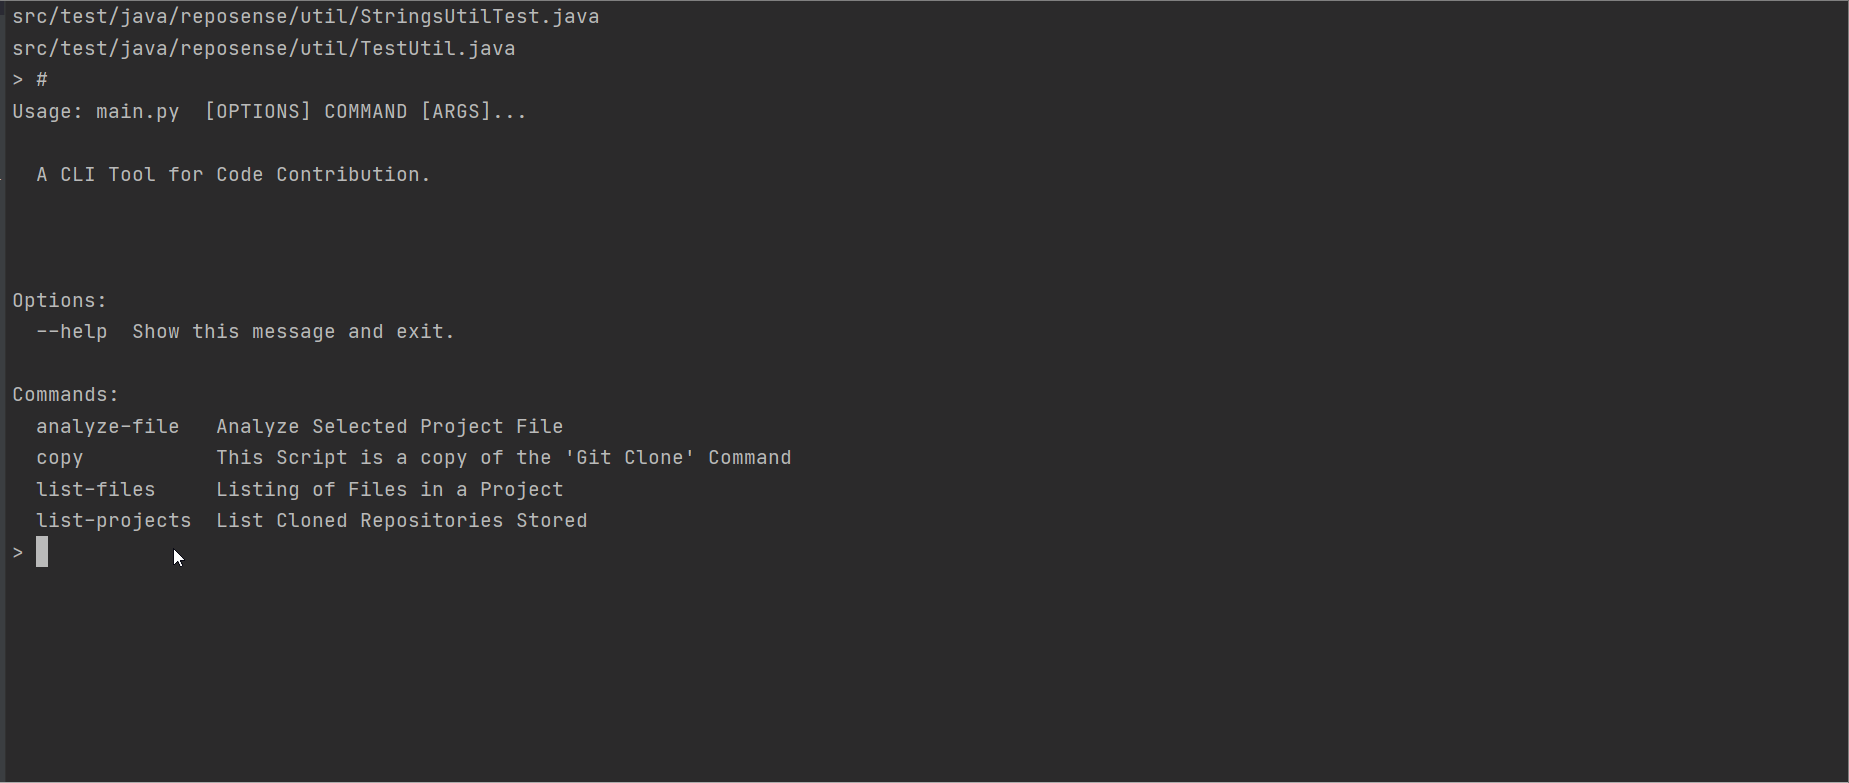 src/test/java/reposense/util/StringsUtilTest.java
src/test/java/reposense/util/TestUtil.java
> #
Usage: main.py  [OPTIONS] COMMAND [ARGS]...
  A CLI Tool for Code Contribution.
Options:
  --help  Show this message and exit.
Commands:
  analyze-file   Analyze Selected Project File
  copy           This Script is a copy of the 'Git Clone' Command
  list-files     Listing of Files in a Project
  list-projects  List Cloned Repositories Stored
>